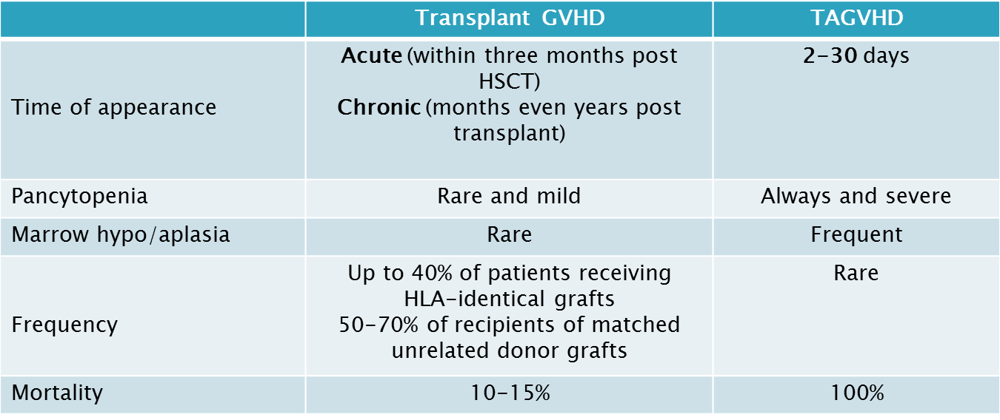 Transplant GVHD
TAGVHD
Time of appearance
Acute (within three months post
HSCT)
Chronic (months even years post
transplant)
2-30 days
Pancytopenia
Rare and mild
Always and severe
Marrow hypo/aplasia
Rare
Frequent
Frequency
Up to 40% of patients receiving
HLA-identical grafts
50-70% of recipients of matched
unrelated donor grafts
Rare
Mortality
10-15%
100%